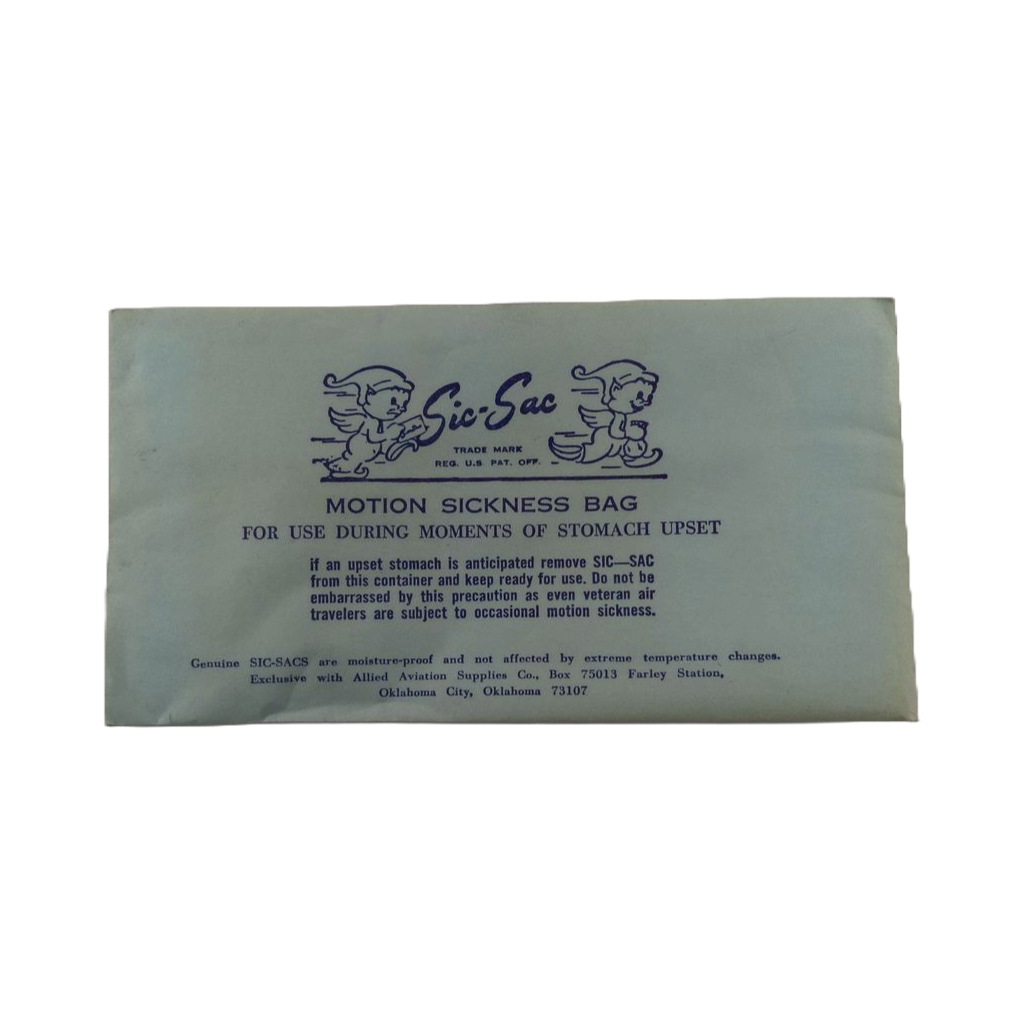 Sic-Sac
TRADE MARK
REG. U.S PAT. OFF.
MOTION SICKNESS BAG
FOR USE DURING MOMENTS OF STOMACH UPSET
if an upset stomach is anticipated remove SIC—SAC
from this container and keep ready for use. Do not be
embarrassed by this precaution as even veteran air
travelers are subject to occasional motion sickness.
Genuine SIC-SACS are moisture-proof and not affected by extreme temperature changes.
Exclusive with Allied Aviation Supplies Co., Box 75013 Farley Station,
Oklahoma City, Oklahoma 73107